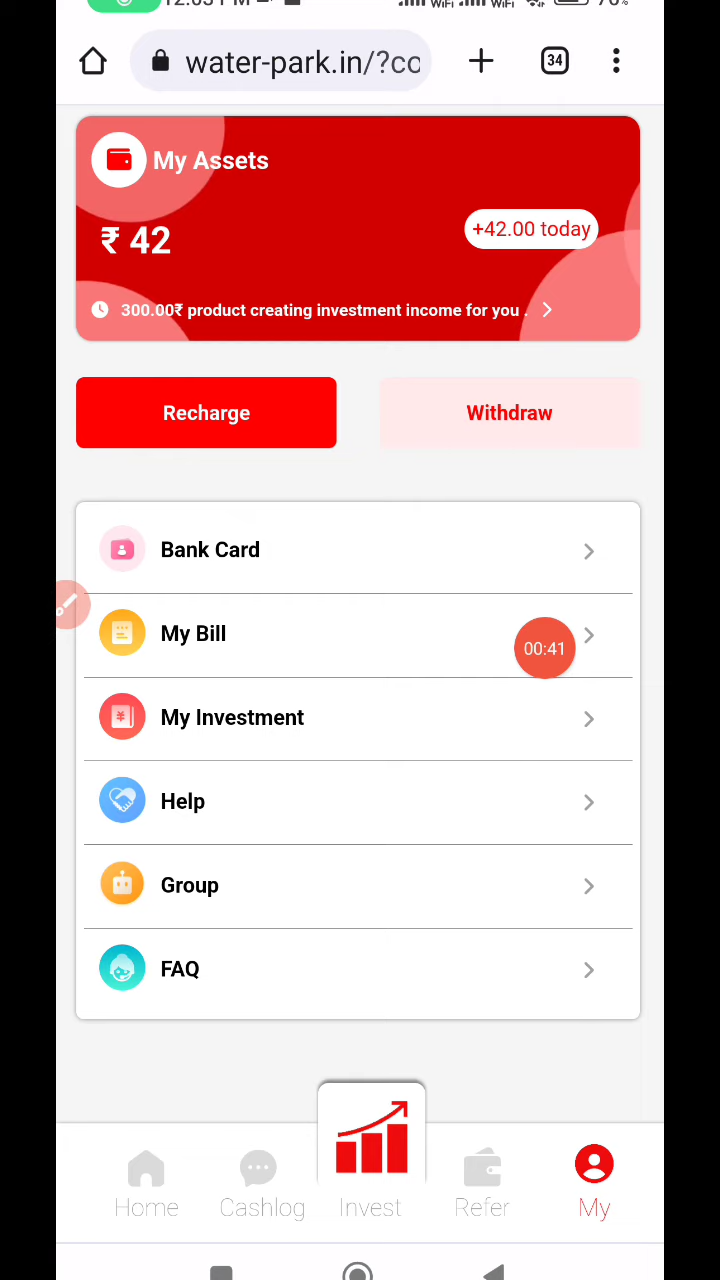 water-park.in/?co
34
My Assets
₹ 42
+42.00 today
300.00₹ product creating investment income for you .
Recharge
Withdraw
Bank Card
My Bill
00:41
My Investment
Help
Group
FAQ
Home
Cashlog
Invest
Refer
My